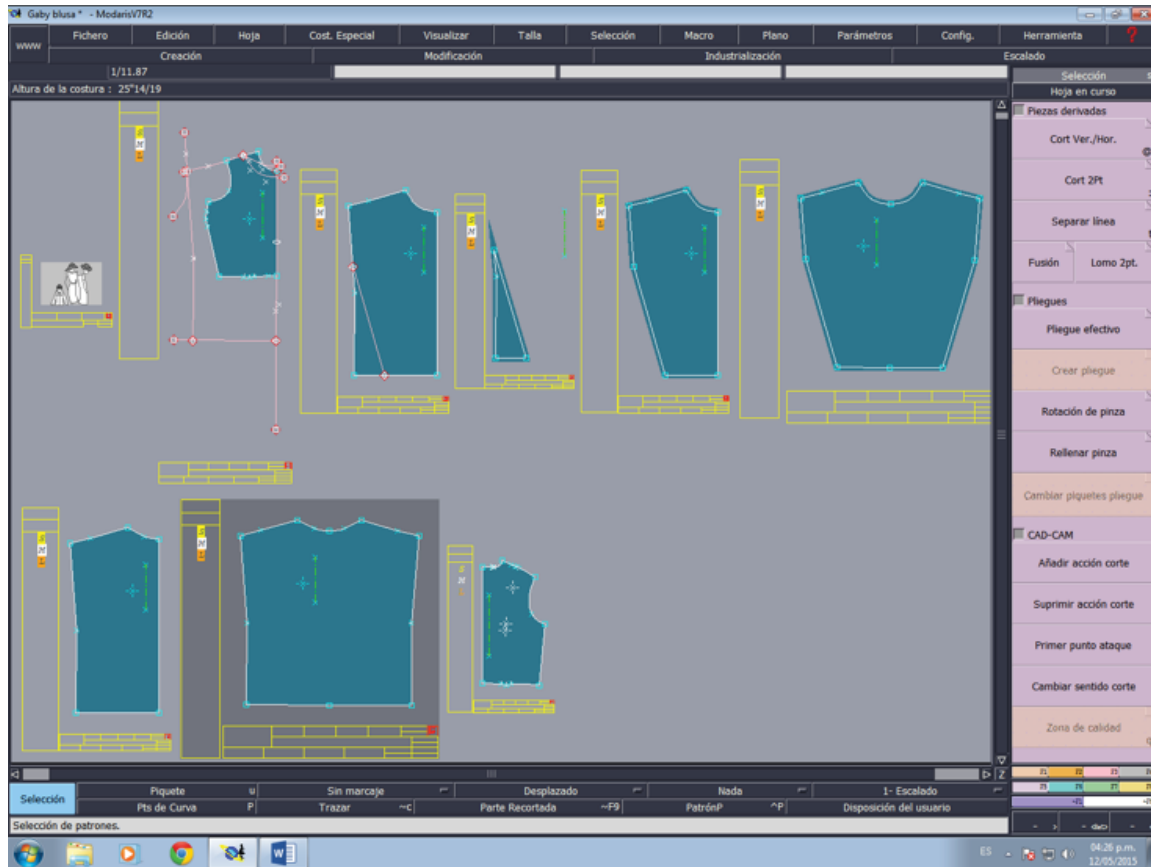 Gaby blusa * - ModarisV7R2
www
Fichero Edición Hoja Cost. Especial Visualizar Talla Selección Macro Plano Parámetros Config. Herramienta ?
Creación Modificación Industrialización Escalado
1/11.87
Altura de la costura : 25"14/19
Selección
Hoja en curso
Piezas derivadas
Cort Ver./Hor.
Cort 2Pt
Separar línea
Fusión Lomo 2pt.
Pliegues
Pliegue efectivo
Crear pliegue
Rotación de pinza
Rellenar pinza
Cambiar piquetes pliegue
CAD-CAM
Añadir acción corte
Suprimir acción corte
Primer punto ataque
Cambiar sentido corte
Zona de calidad
Z
Selección
Piquete u Sin marcaje Desplazado Nada 1- Escalado
Pts de Curva P Trazar ~c Parte Recortada ~F9 PatrónP ^P Disposición del usuario
Selección de patrones.
ES 04:26 p.m.
12/05/2015